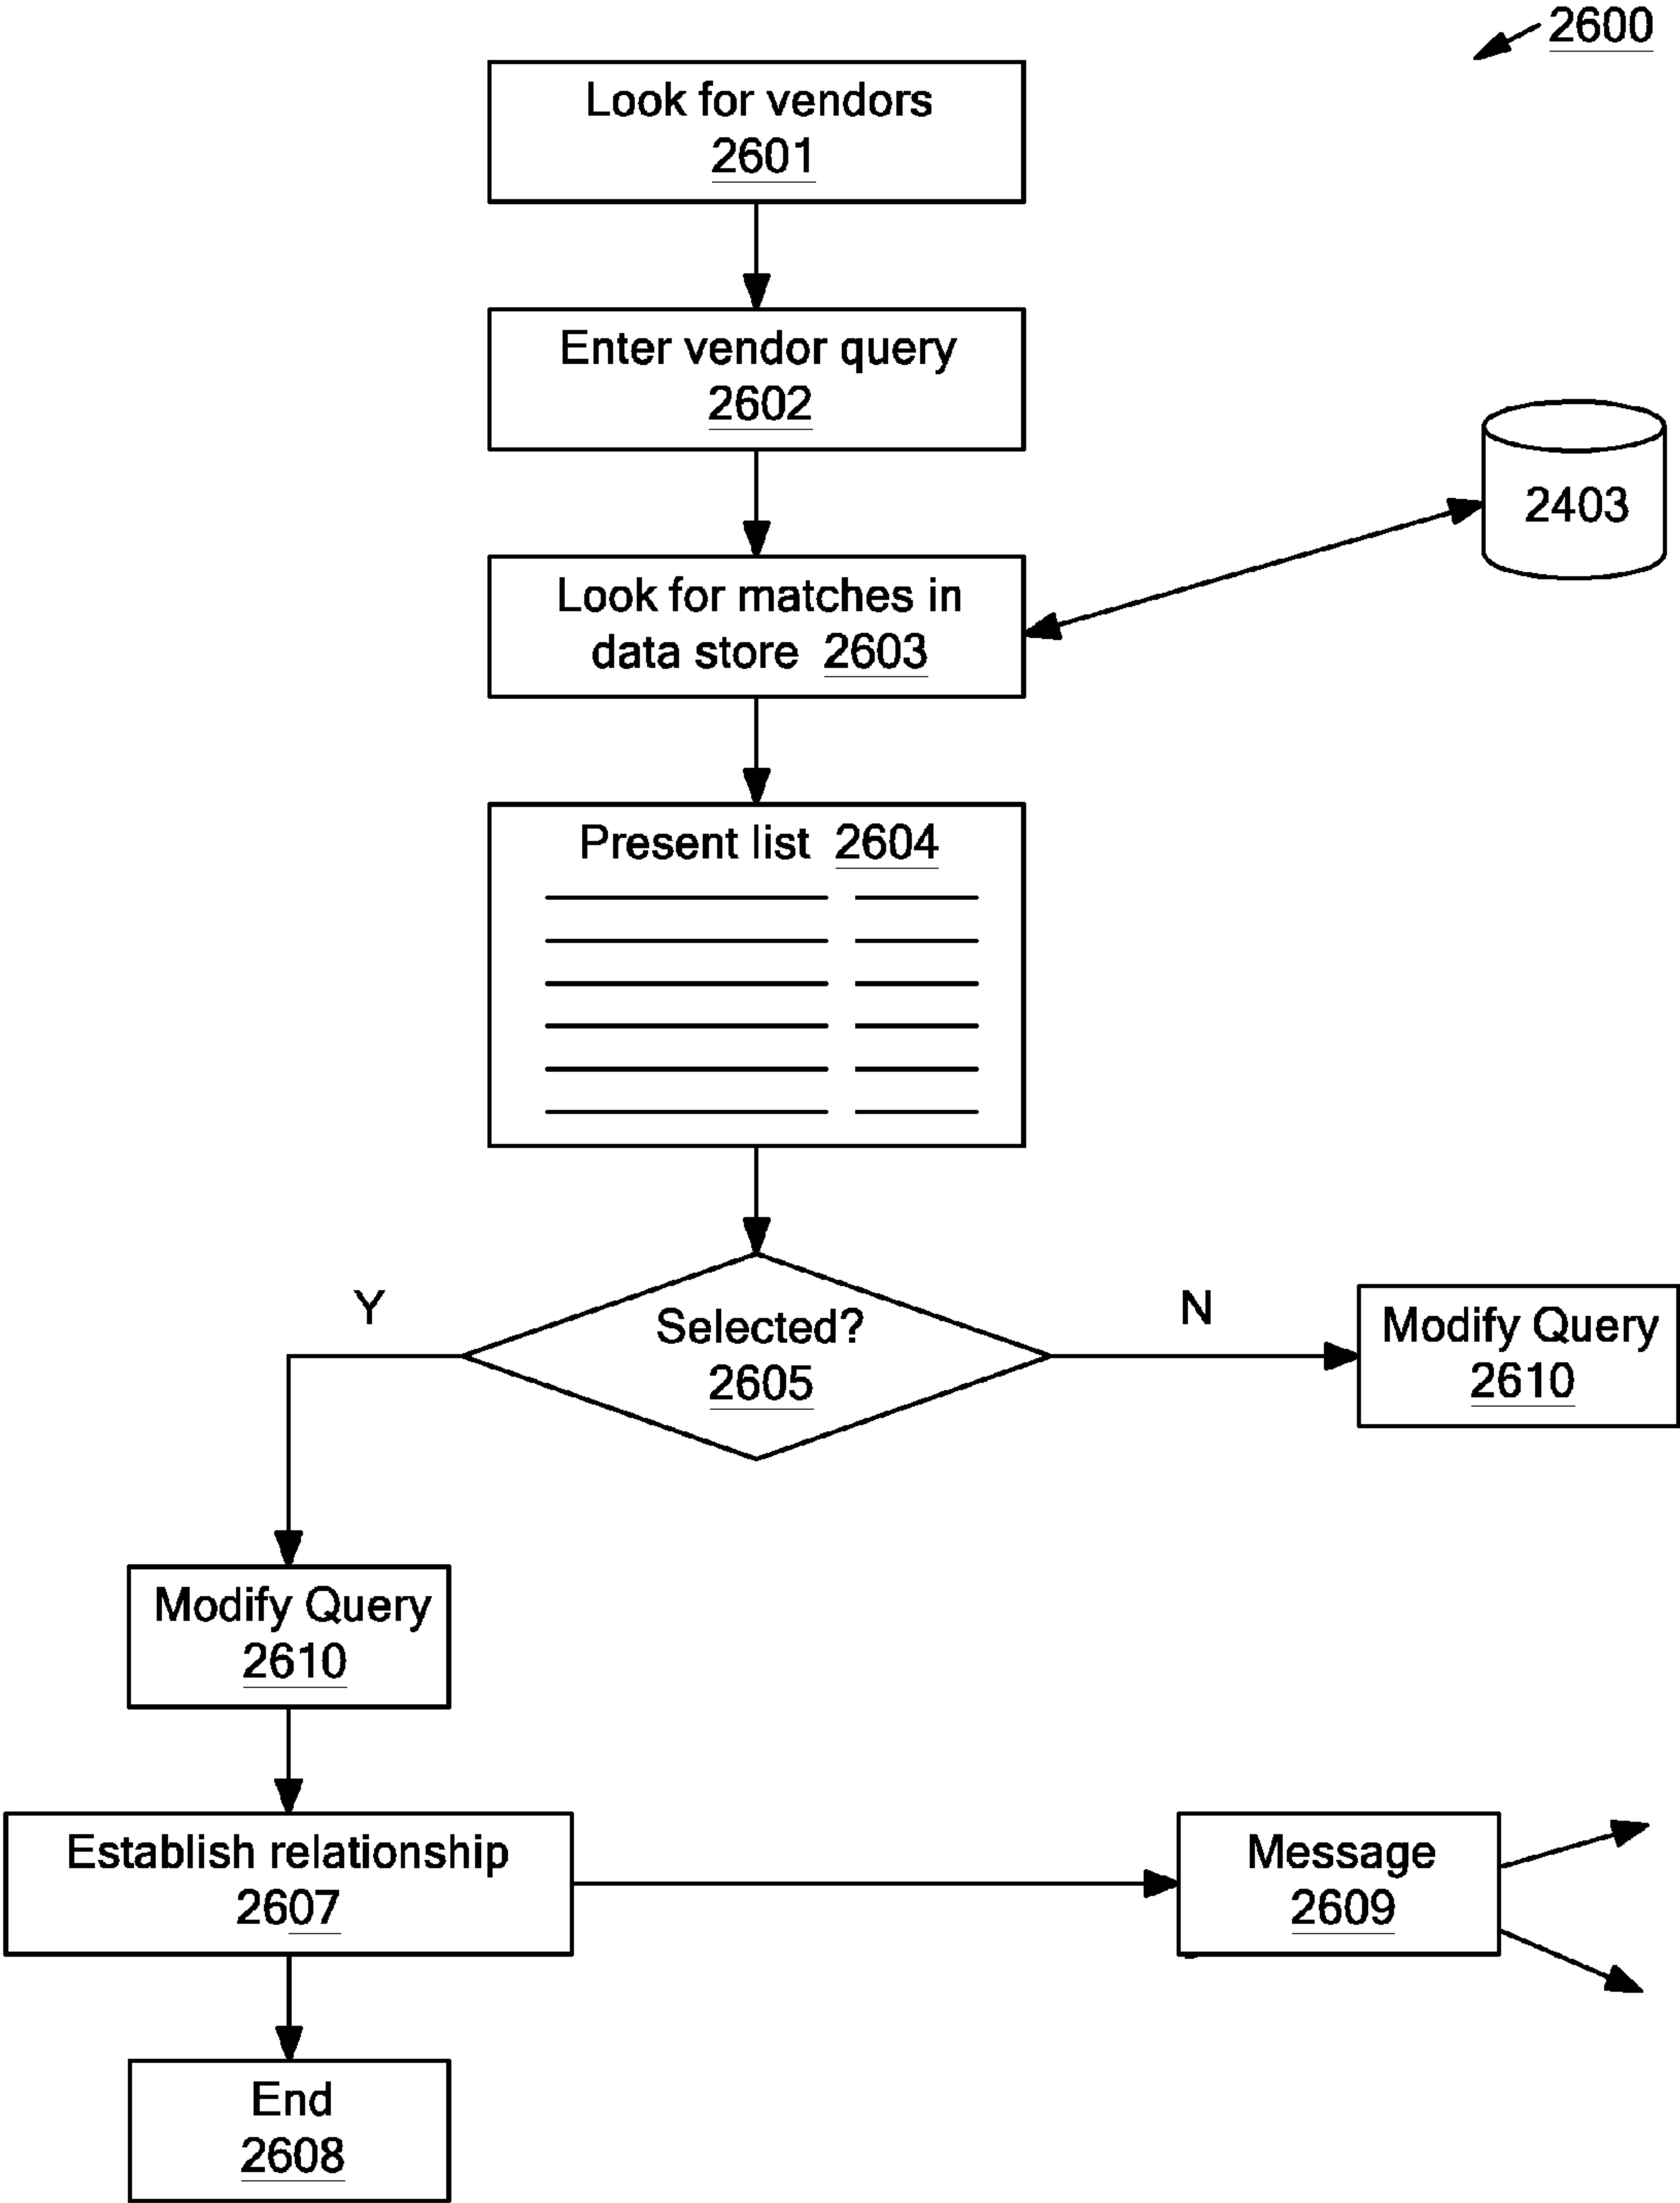 2600
Look for vendors
2601
Enter vendor query
2602
2403
Look for matches in
data store 2603
Present list 2604
Y
N
Selected?
2605
Modify Query
2610
Modify Query
2610
Establish relationship
2607
Message
2609
End
2608